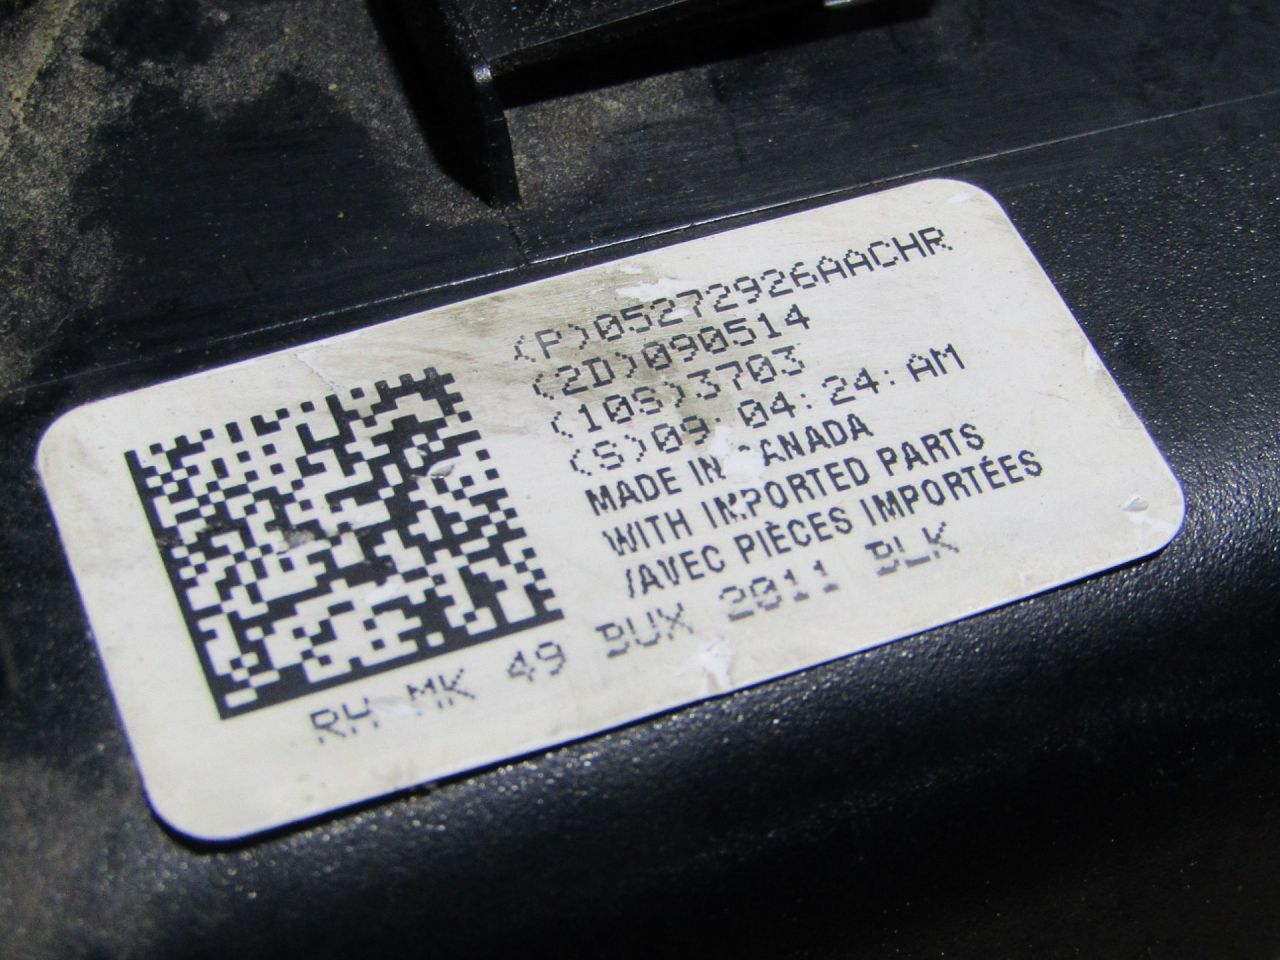 (P)05272926AACHR
(2D)090514
(10S)3703
(S)09 04:24:AM
MADE IN CANADA
WITH IMPORTED PARTS
/AVEC PIÈCES IMPORTÉES
RH MK 49 BUX 2011 BLK